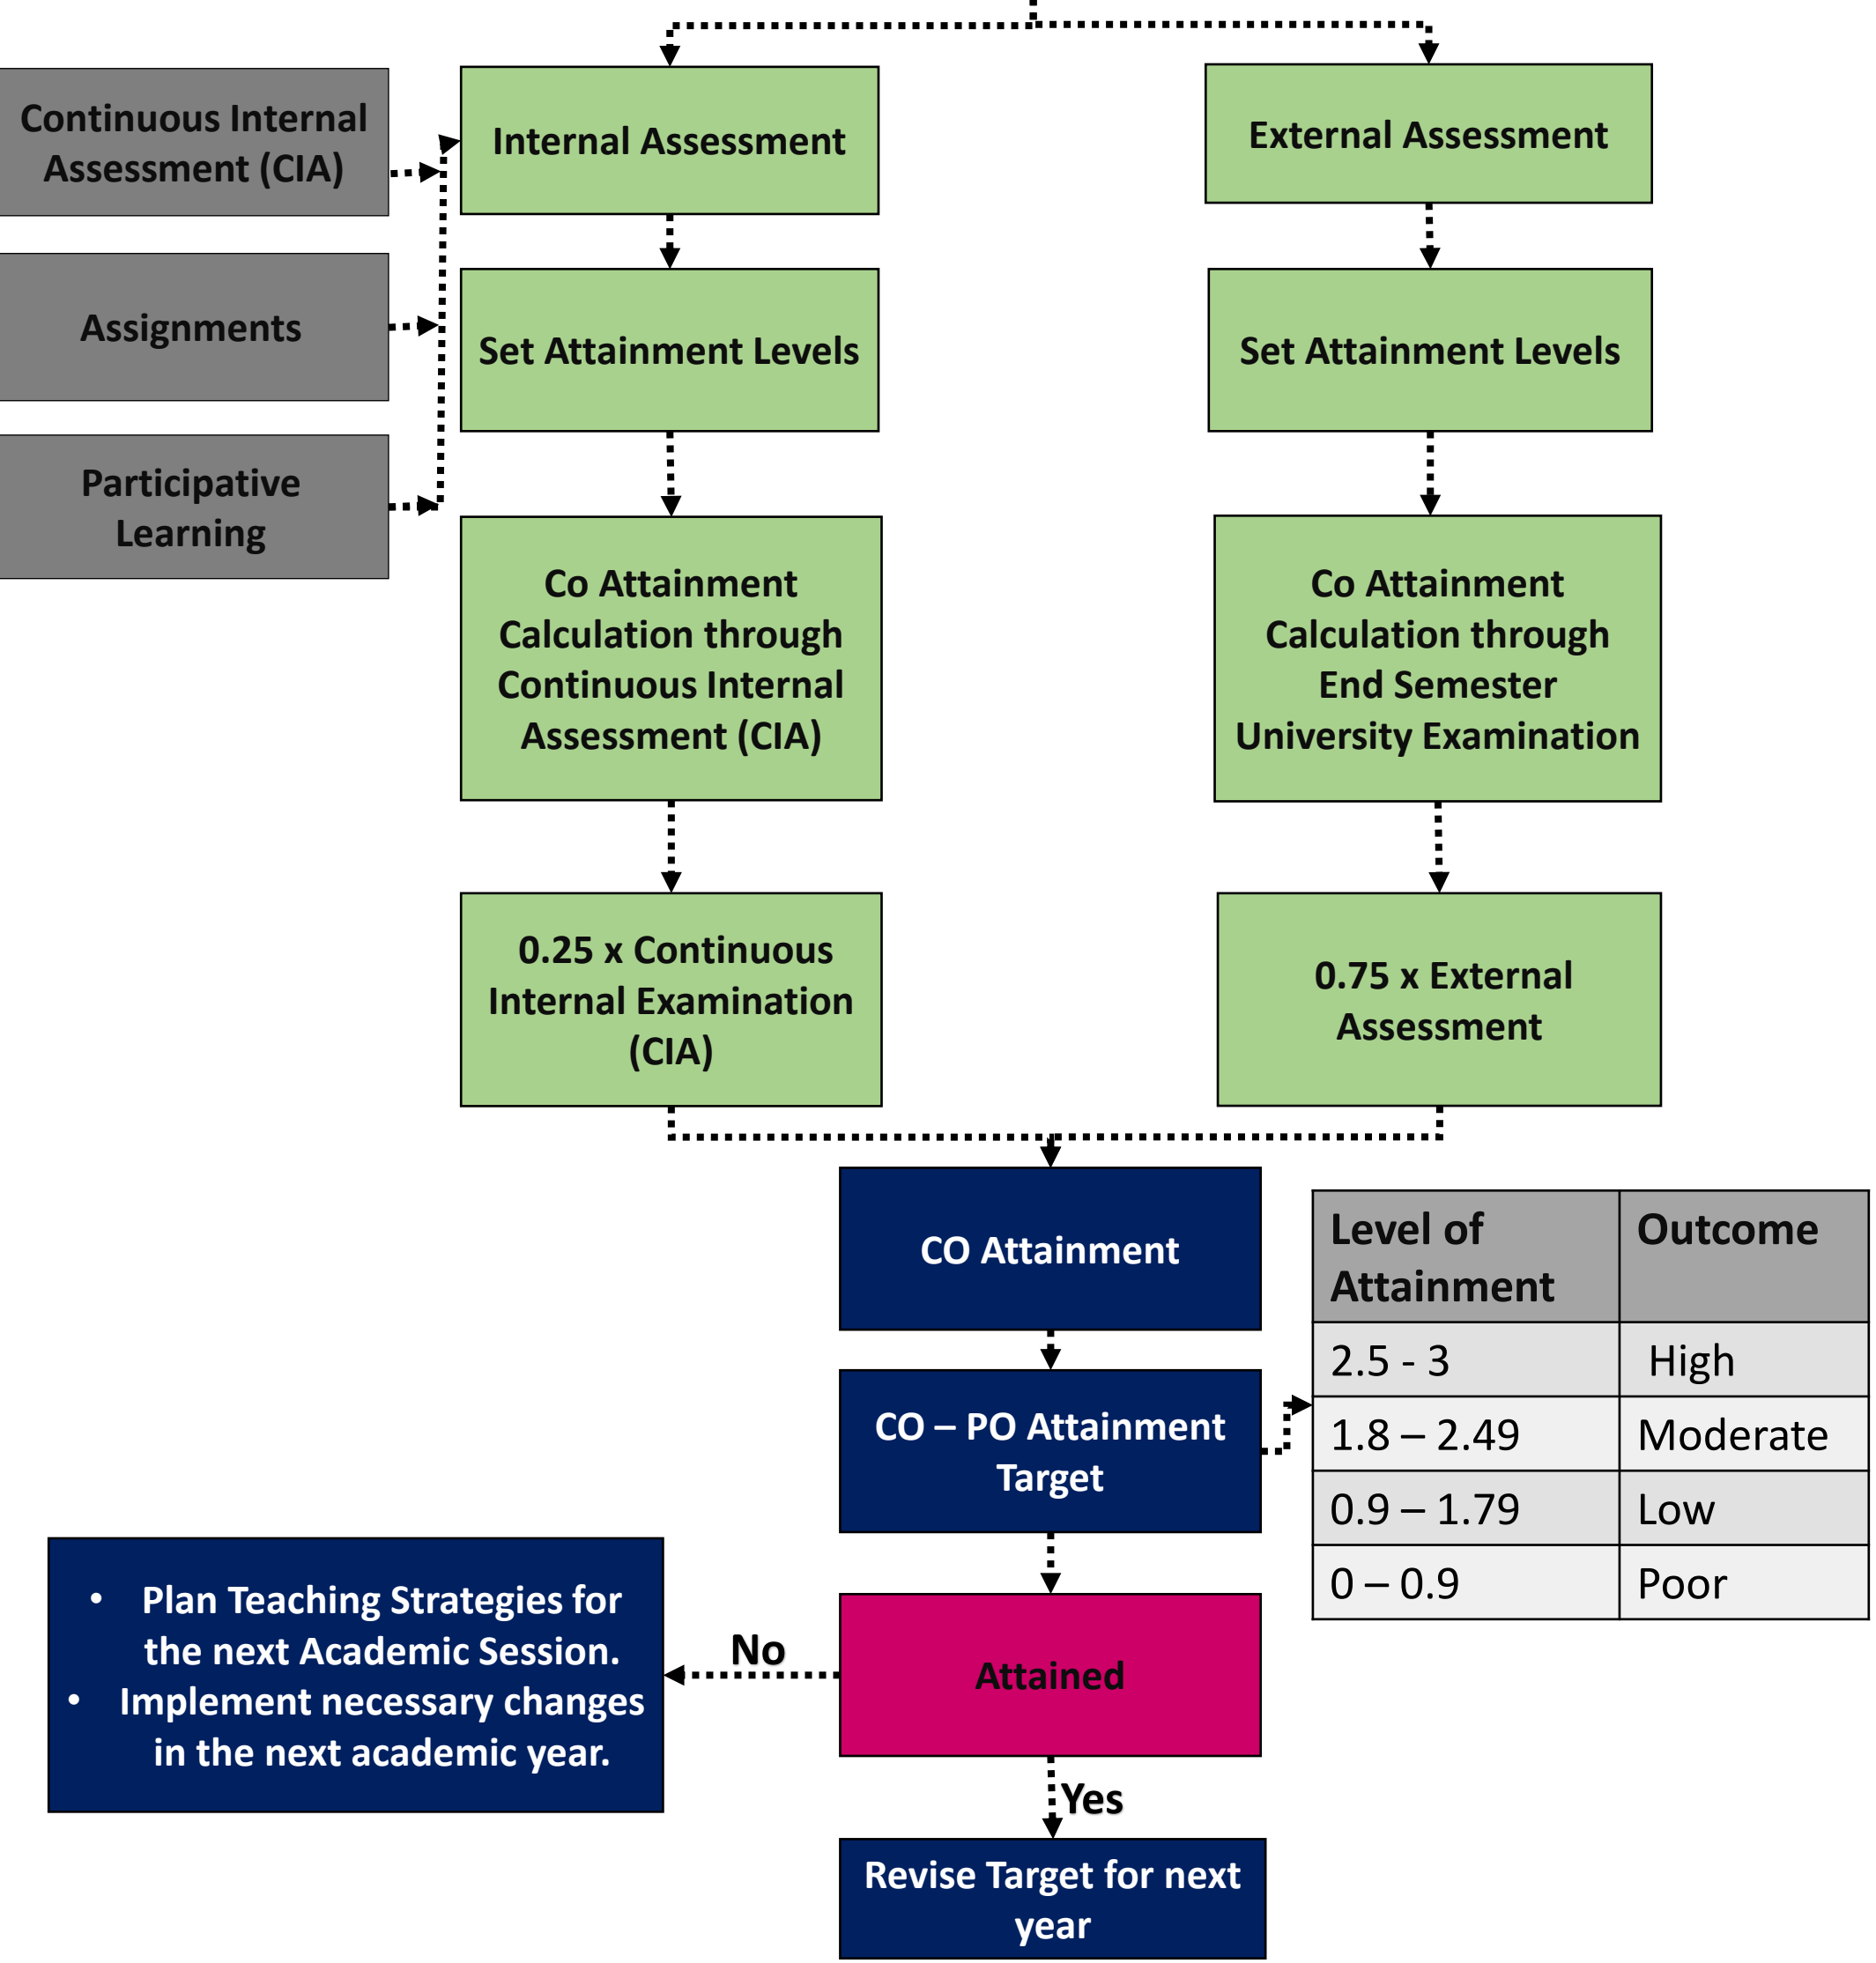 Continuous Internal
Assessment (CIA)
Assignments
Participative
Learning
Internal Assessment
External Assessment
Set Attainment Levels
Set Attainment Levels
Co Attainment
Calculation through
Continuous Internal
Assessment (CIA)
Co Attainment
Calculation through
End Semester
University Examination
0.25 x Continuous
Internal Examination
(CIA)
0.75 x External
Assessment
CO Attainment
CO – PO Attainment
Target
Level of
Attainment
Outcome
2.5 - 3 High
1.8 – 2.49 Moderate
0.9 – 1.79 Low
0 – 0.9 Poor
• Plan Teaching Strategies for
the next Academic Session.
• Implement necessary changes
in the next academic year.
No
Attained
Yes
Revise Target for next
year